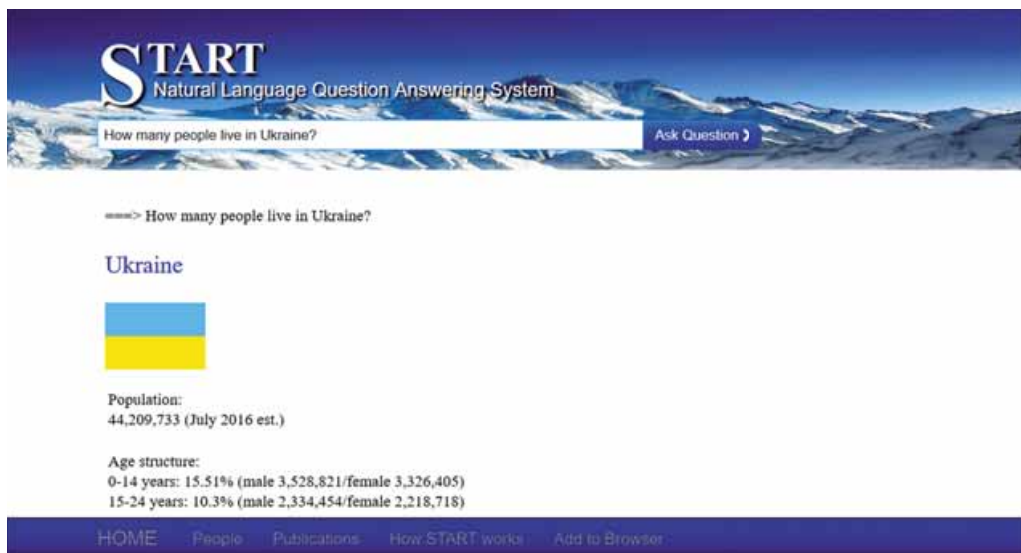 START
Natural Language Question Answering System
How many people live in Ukraine?
Ask Question ❯
===> How many people live in Ukraine?
Ukraine
Population:
44,209,733 (July 2016 est.)
Age structure:
0-14 years: 15.51% (male 3,528,821/female 3,326,405)
15-24 years: 10.3% (male 2,334,454/female 2,218,718)
HOME People Publications How START works Add to Browser